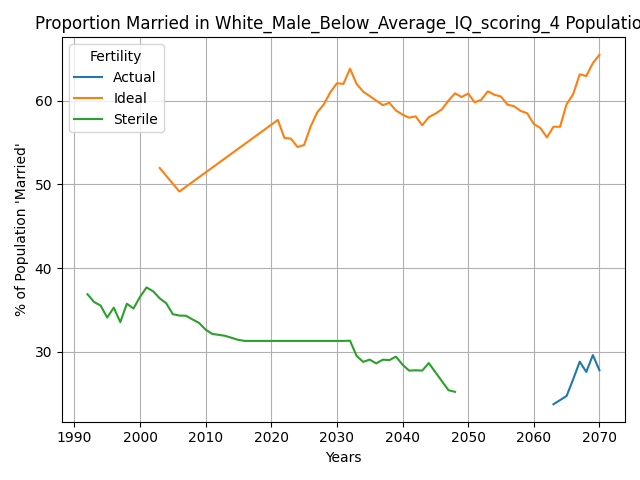 Proportion Married in White_Male_Below_Average_IQ_scoring_4 Populatio
Fertility
Actual
Ideal
Sterile
% of Population 'Married'
60
50
40
30
1990 2000 2010 2020 2030 2040 2050 2060 2070
Years